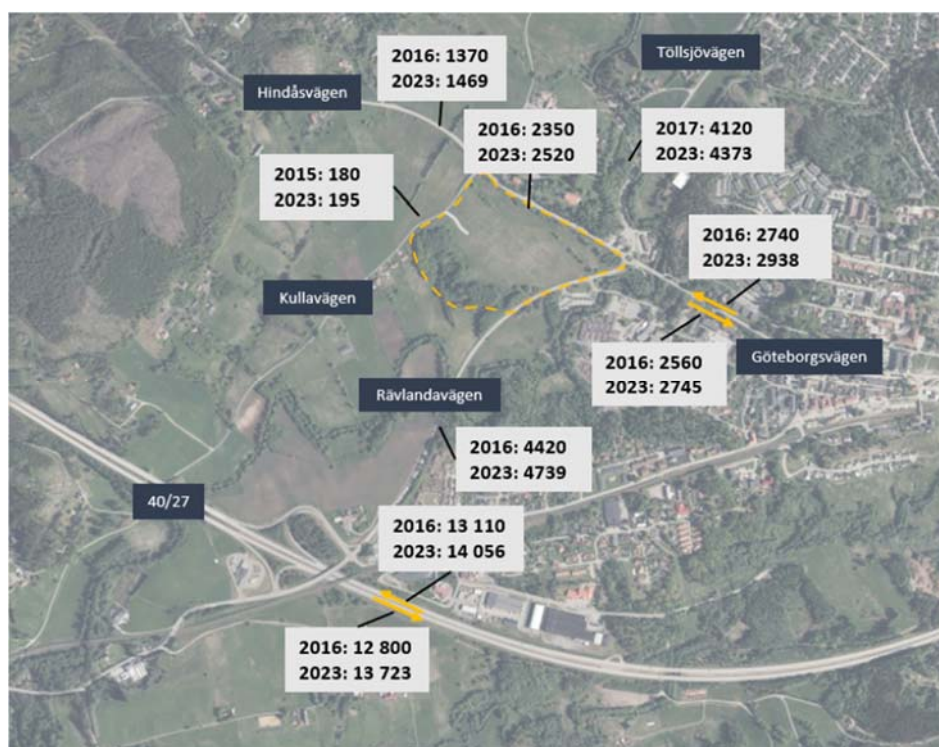 2016: 1370
2023: 1469
Töllsjövägen
Hindåsvägen
2016: 2350
2023: 2520
2017: 4120
2023: 4373
2015: 180
2023: 195
2016: 2740
2023: 2938
Kullavägen
2016: 2560
2023: 2745
Göteborgsvägen
Rävlandavägen
2016: 4420
2023: 4739
40/27
2016: 13 110
2023: 14 056
2016: 12 800
2023: 13 723